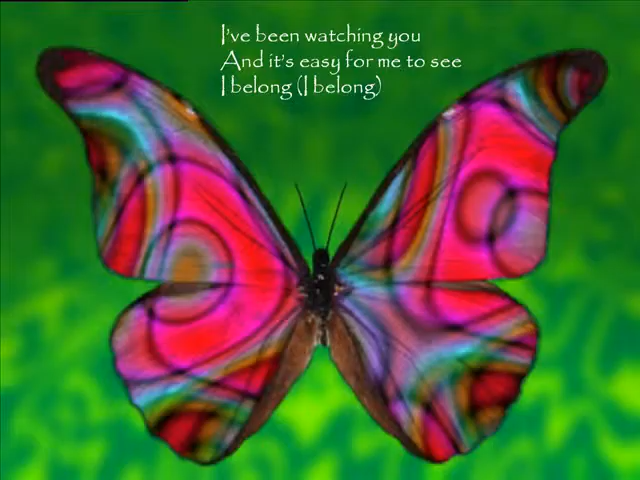 I've been watching you
And it's easy for me to see
I belong (I belong)